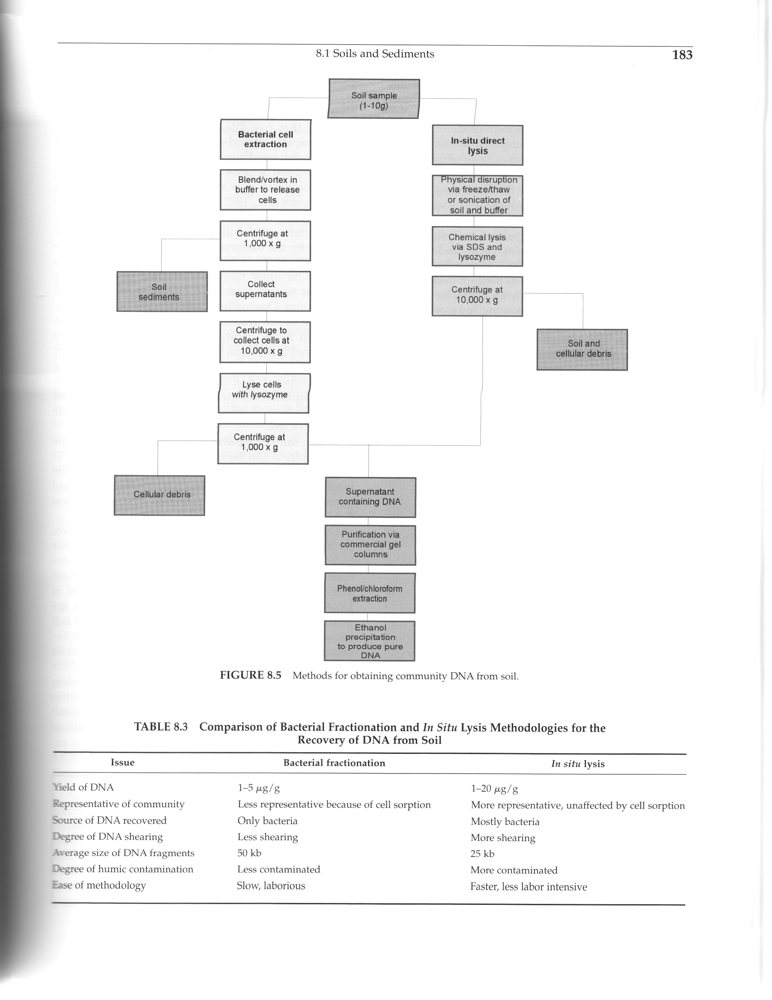 8.1 Soils and Sediments
183
Soil sample
(1-10g)
Bacterial cell
extraction
Blend/vortex in
buffer to release
cells
Centrifuge at
1,000 x g
Soil
sediments
Collect
supernatants
Centrifuge to
collect cells at
10,000 x g
Lyse cells
with lysozyme
Centrifuge at
1,000 x g
Cellular debris
In-situ direct
lysis
Physical disruption
via freeze/thaw
or sonication of
soil and buffer
Chemical lysis
via SDS and
lysozyme
Centrifuge at
10,000 x g
Soil and
cellular debris
Supernatant
containing DNA
Purification via
commercial gel
columns
Phenol/chloroform
extraction
Ethanol
precipitation
to produce pure
DNA
FIGURE 8.5 Methods for obtaining community DNA from soil.
TABLE 8.3 Comparison of Bacterial Fractionation and In Situ Lysis Methodologies for the
Recovery of DNA from Soil
Issue Bacterial fractionation In situ lysis
Yield of DNA 1–5 μg/g 1–20 μg/g
Representative of community Less representative because of cell sorption More representative, unaffected by cell sorption
Source of DNA recovered Only bacteria Mostly bacteria
Degree of DNA shearing Less shearing More shearing
Average size of DNA fragments 50 kb 25 kb
Degree of humic contamination Less contaminated More contaminated
Ease of methodology Slow, laborious Faster, less labor intensive